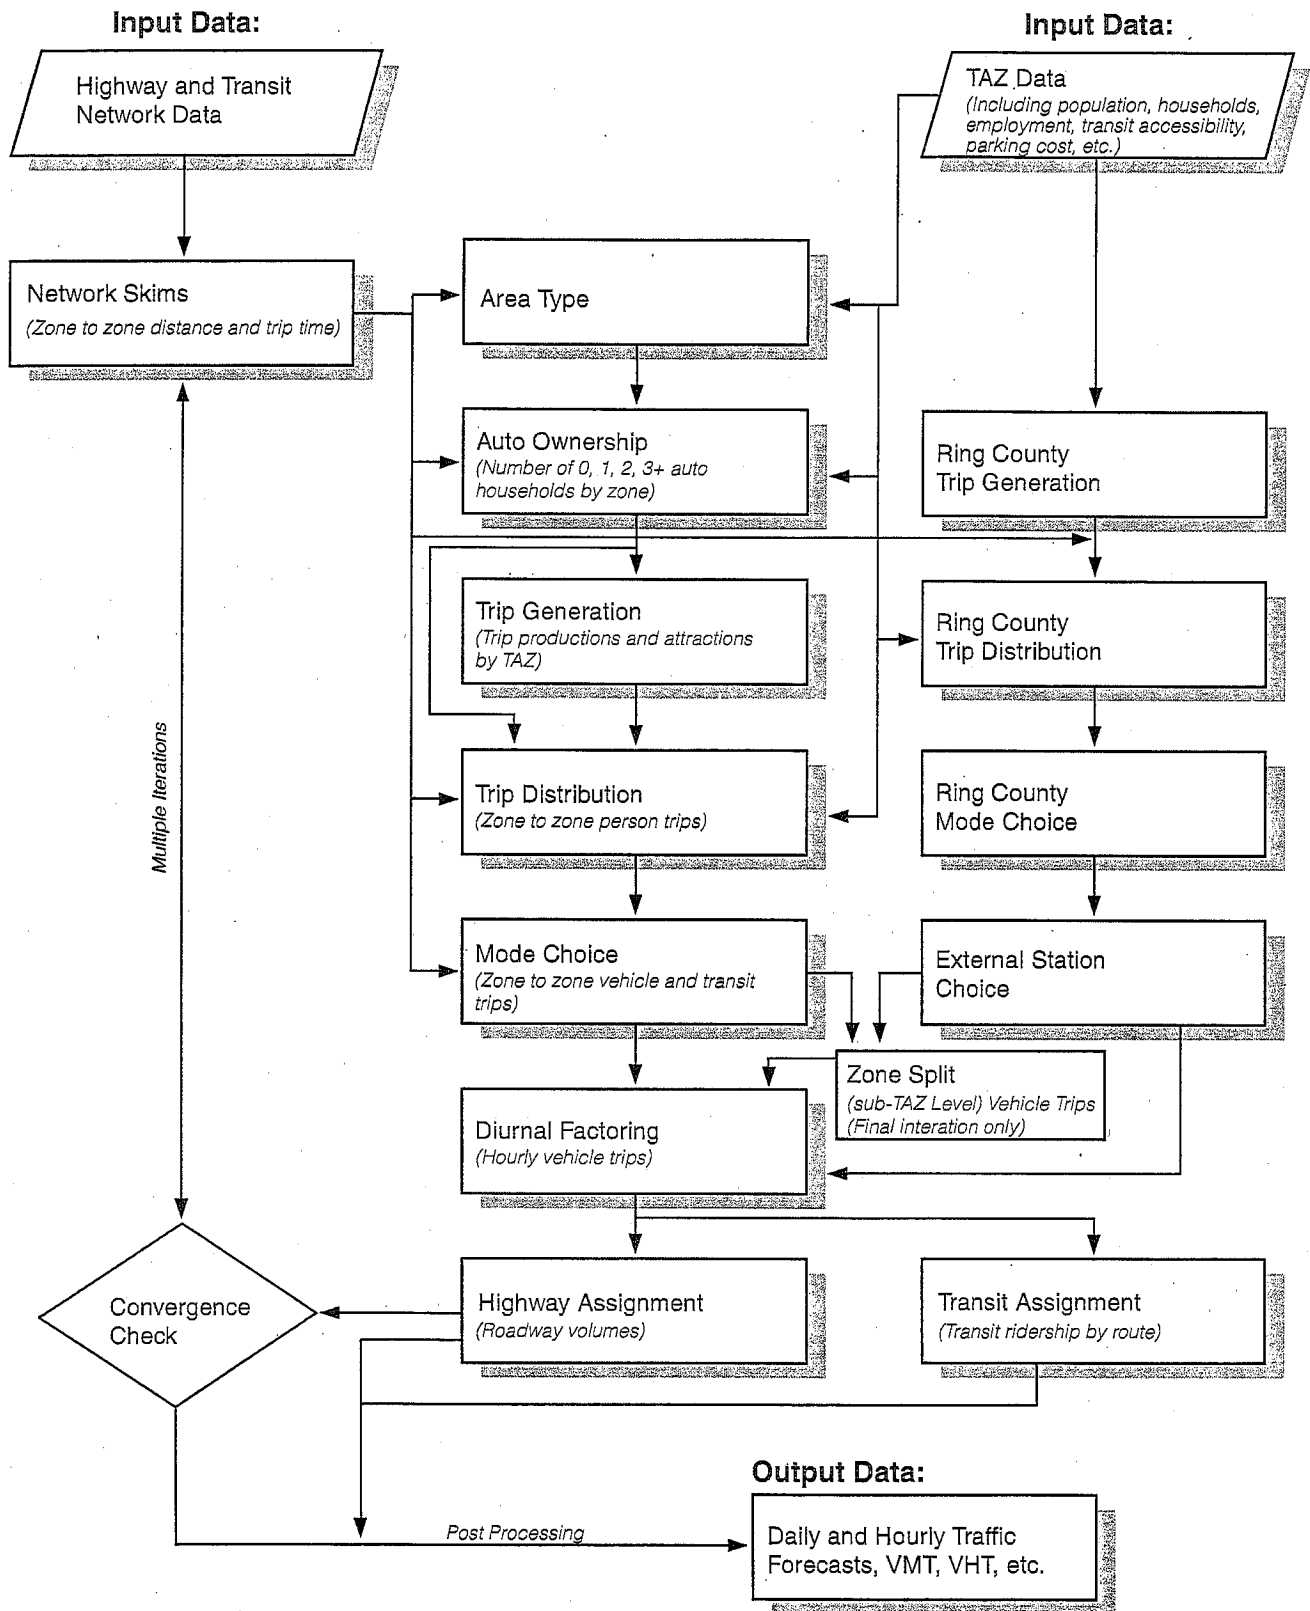 Input Data:
Highway and Transit
Network Data
Input Data:
TAZ Data
(Including population, households,
employment, transit accessibility,
parking cost, etc.)
Network Skims
(Zone to zone distance and trip time)
Area Type
Auto Ownership
(Number of 0, 1, 2, 3+ auto
households by zone)
Ring County
Trip Generation
Trip Generation
(Trip productions and attractions
by TAZ)
Ring County
Trip Distribution
Multiple Iterations
Trip Distribution
(Zone to zone person trips)
Ring County
Mode Choice
Mode Choice
(Zone to zone vehicle and transit
trips)
External Station
Choice
Zone Split
(sub-TAZ Level) Vehicle Trips
(Final interation only)
Diurnal Factoring
(Hourly vehicle trips)
Convergence
Check
Highway Assignment
(Roadway volumes)
Transit Assignment
(Transit ridership by route)
Post Processing
Output Data:
Daily and Hourly Traffic
Forecasts, VMT, VHT, etc.